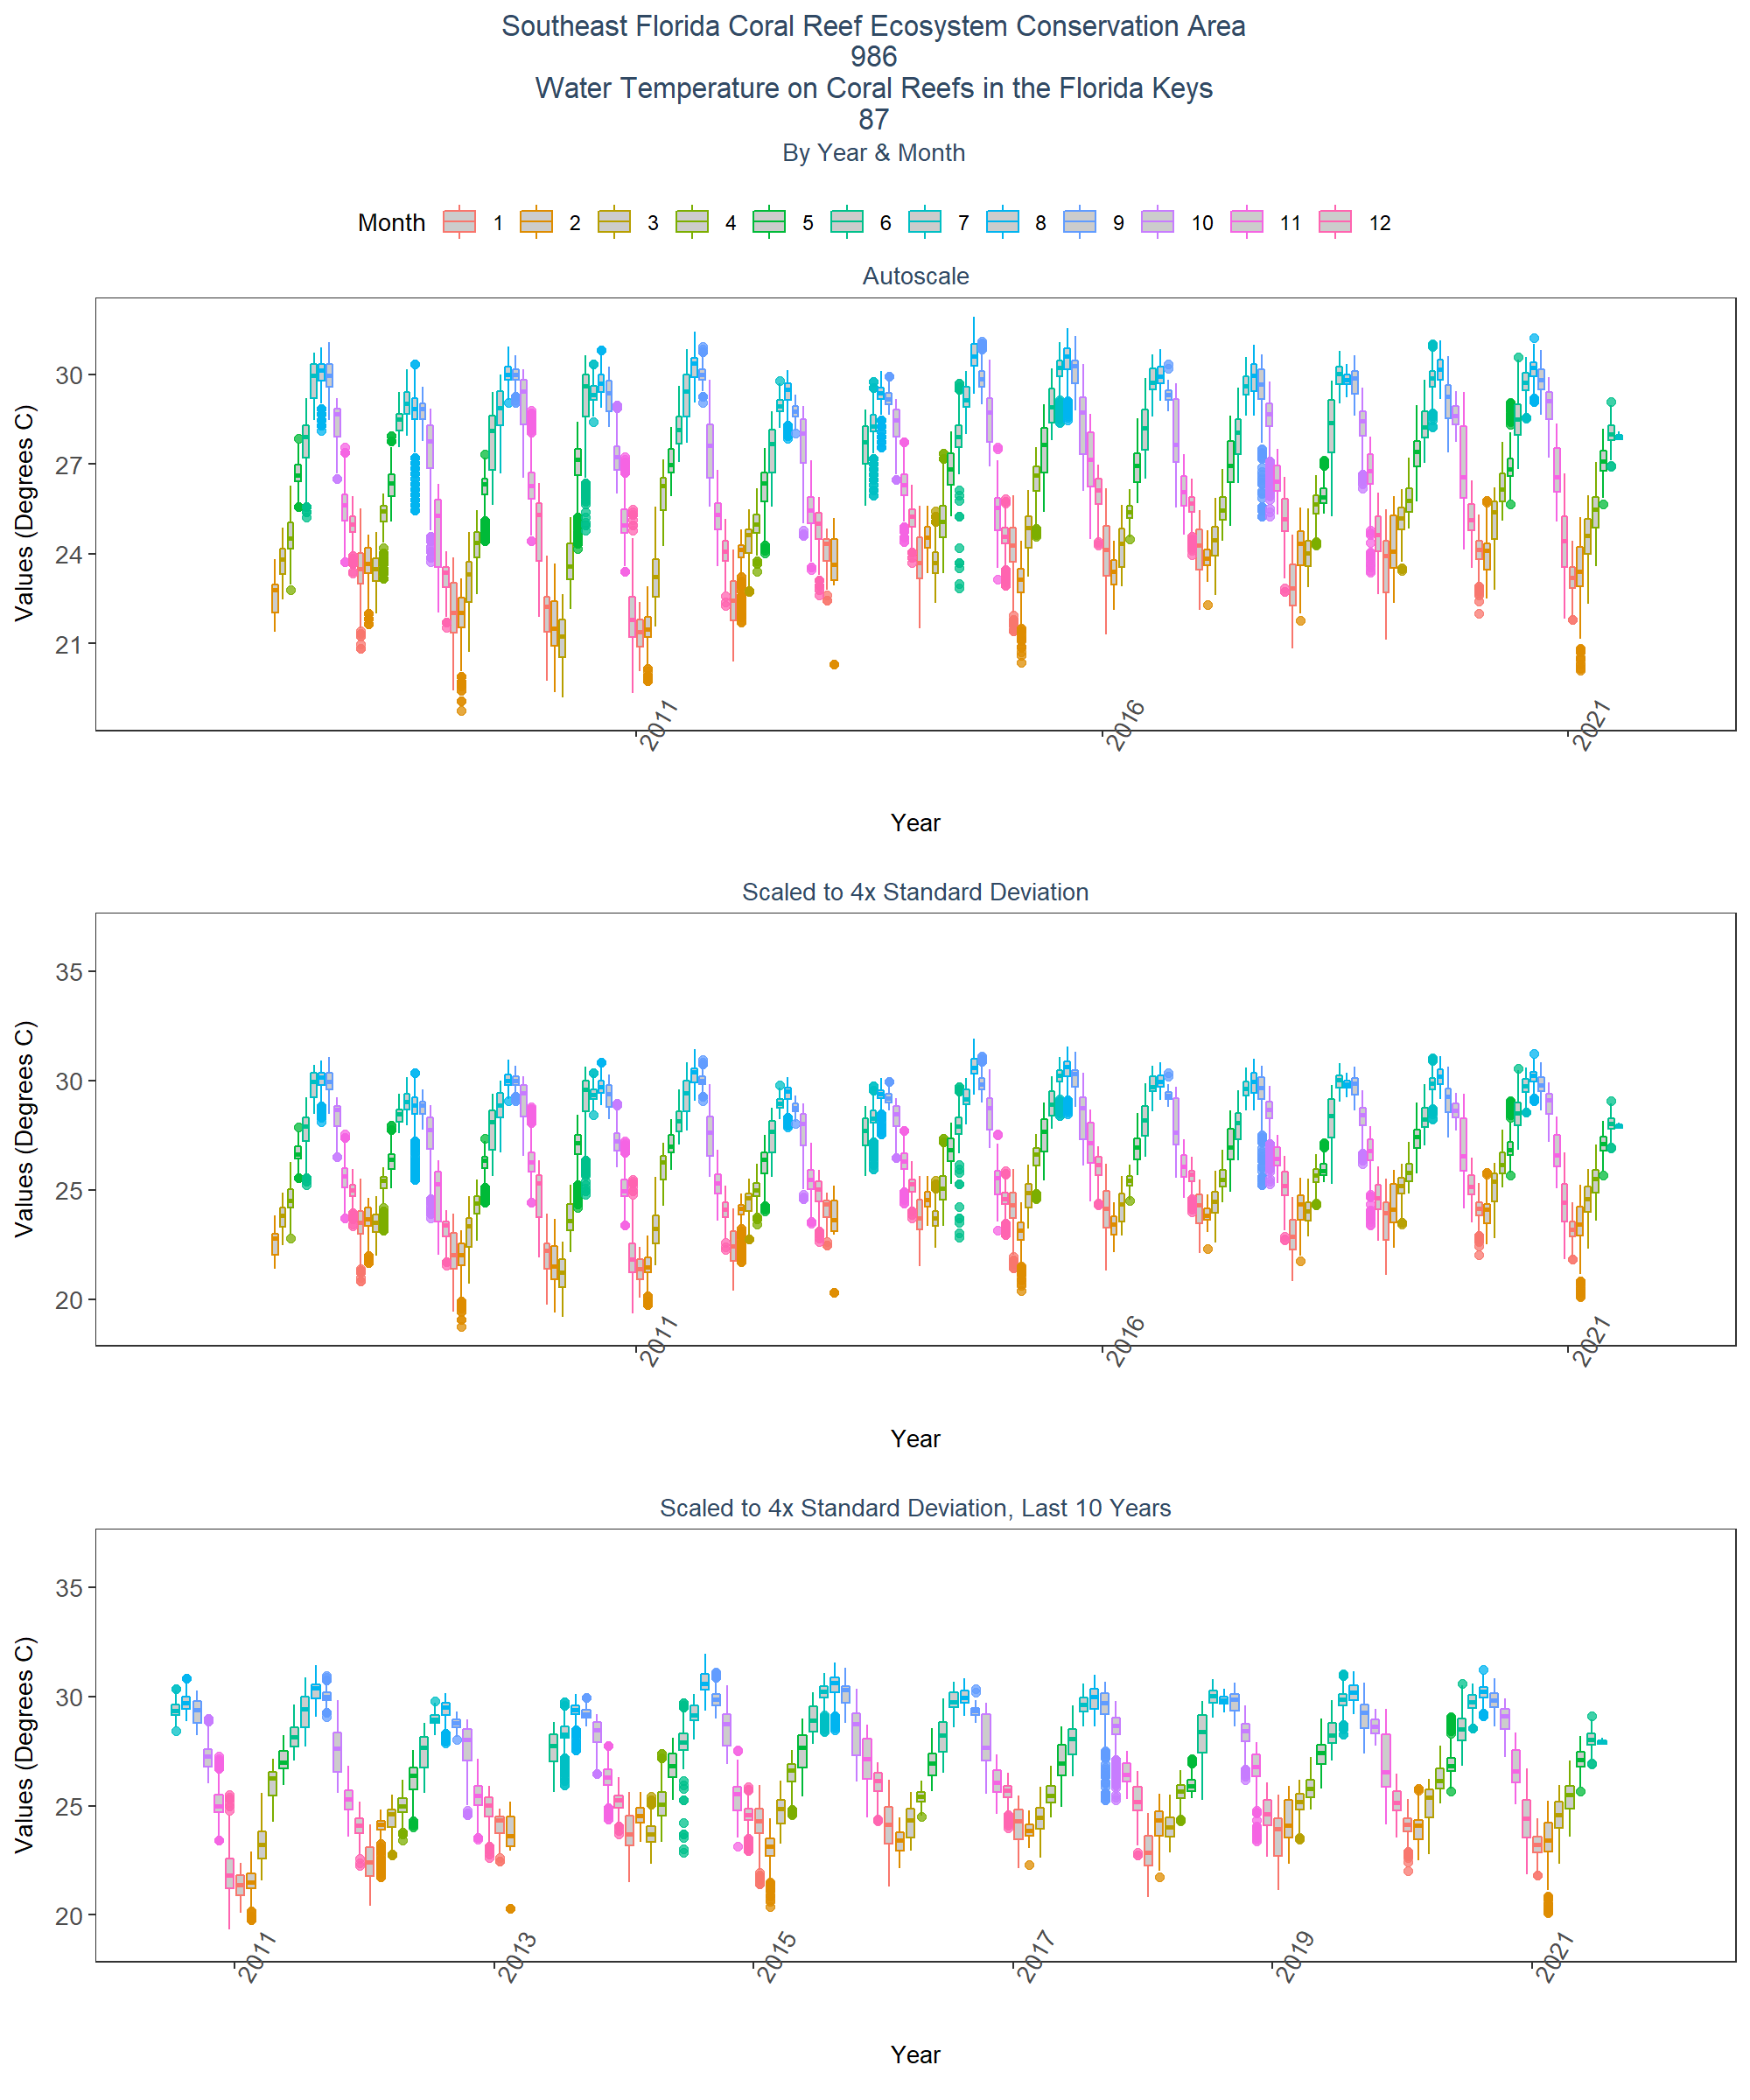 Southeast Florida Coral Reef Ecosystem Conservation Area
986
Water Temperature on Coral Reefs in the Florida Keys
87
By Year & Month
Month 1 2 3 4 5 6 7 8 9 10 11 12
Autoscale
Values (Degrees C)
30
27
24
21
2011 2016 2021
Year
Scaled to 4x Standard Deviation
Values (Degrees C)
35
30
25
20
2011 2016 2021
Year
Scaled to 4x Standard Deviation, Last 10 Years
Values (Degrees C)
35
30
25
20
2011 2013 2015 2017 2019 2021
Year